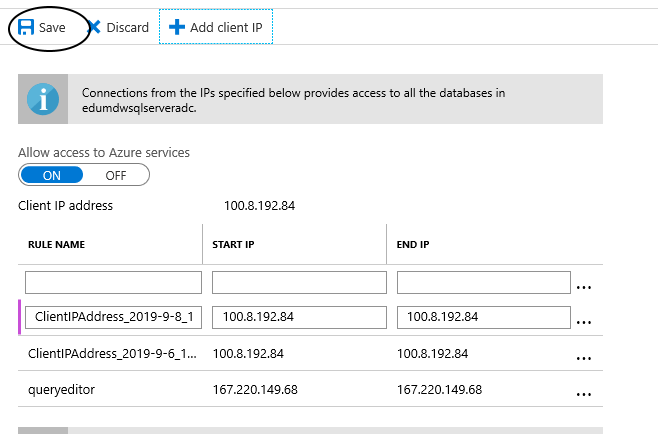 Save Discard Add client IP
Connections from the IPs specified below provides access to all the databases in
edumdwsqlserveradc.
Allow access to Azure services
ON OFF
Client IP address 100.8.192.84
RULE NAME START IP END IP
...
ClientIPAddress_2019-9-8_1 100.8.192.84 100.8.192.84 ...
ClientIPAddress_2019-9-6_1... 100.8.192.84 100.8.192.84 ...
queryeditor 167.220.149.68 167.220.149.68 ...